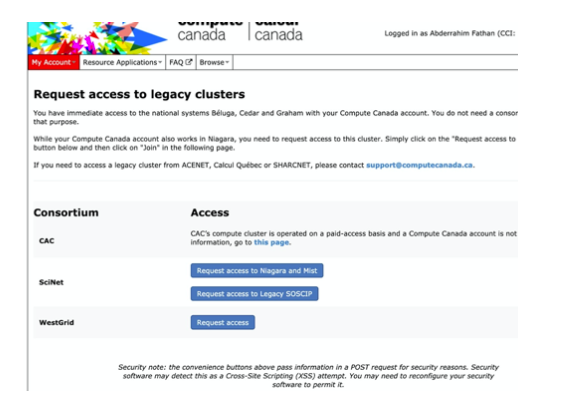 compute | calcul
canada | canada
Logged in as Abderrahim Fathan (CCI:
My Account Resource Applications FAQ Browse
Request access to legacy clusters
You have immediate access to the national systems Béluga, Cedar and Graham with your Compute Canada account. You do not need a consor
that purpose.
While your Compute Canada account also works in Niagara, you need to request access to this cluster. Simply click on the "Request access to
button below and then click on "Join" in the following page.
If you need to access a legacy cluster from ACENET, Calcul Québec or SHARCNET, please contact support@computecanada.ca.
Consortium Access
CAC
CAC's compute cluster is operated on a paid-access basis and a Compute Canada account is not
information, go to this page.
SciNet
Request access to Niagara and Mist
Request access to Legacy SOSCIP
WestGrid Request access
Security note: the convenience buttons above pass information in a POST request for security reasons. Security
software may detect this as a Cross-Site Scripting (XSS) attempt. You may need to reconfigure your security
software to permit it.